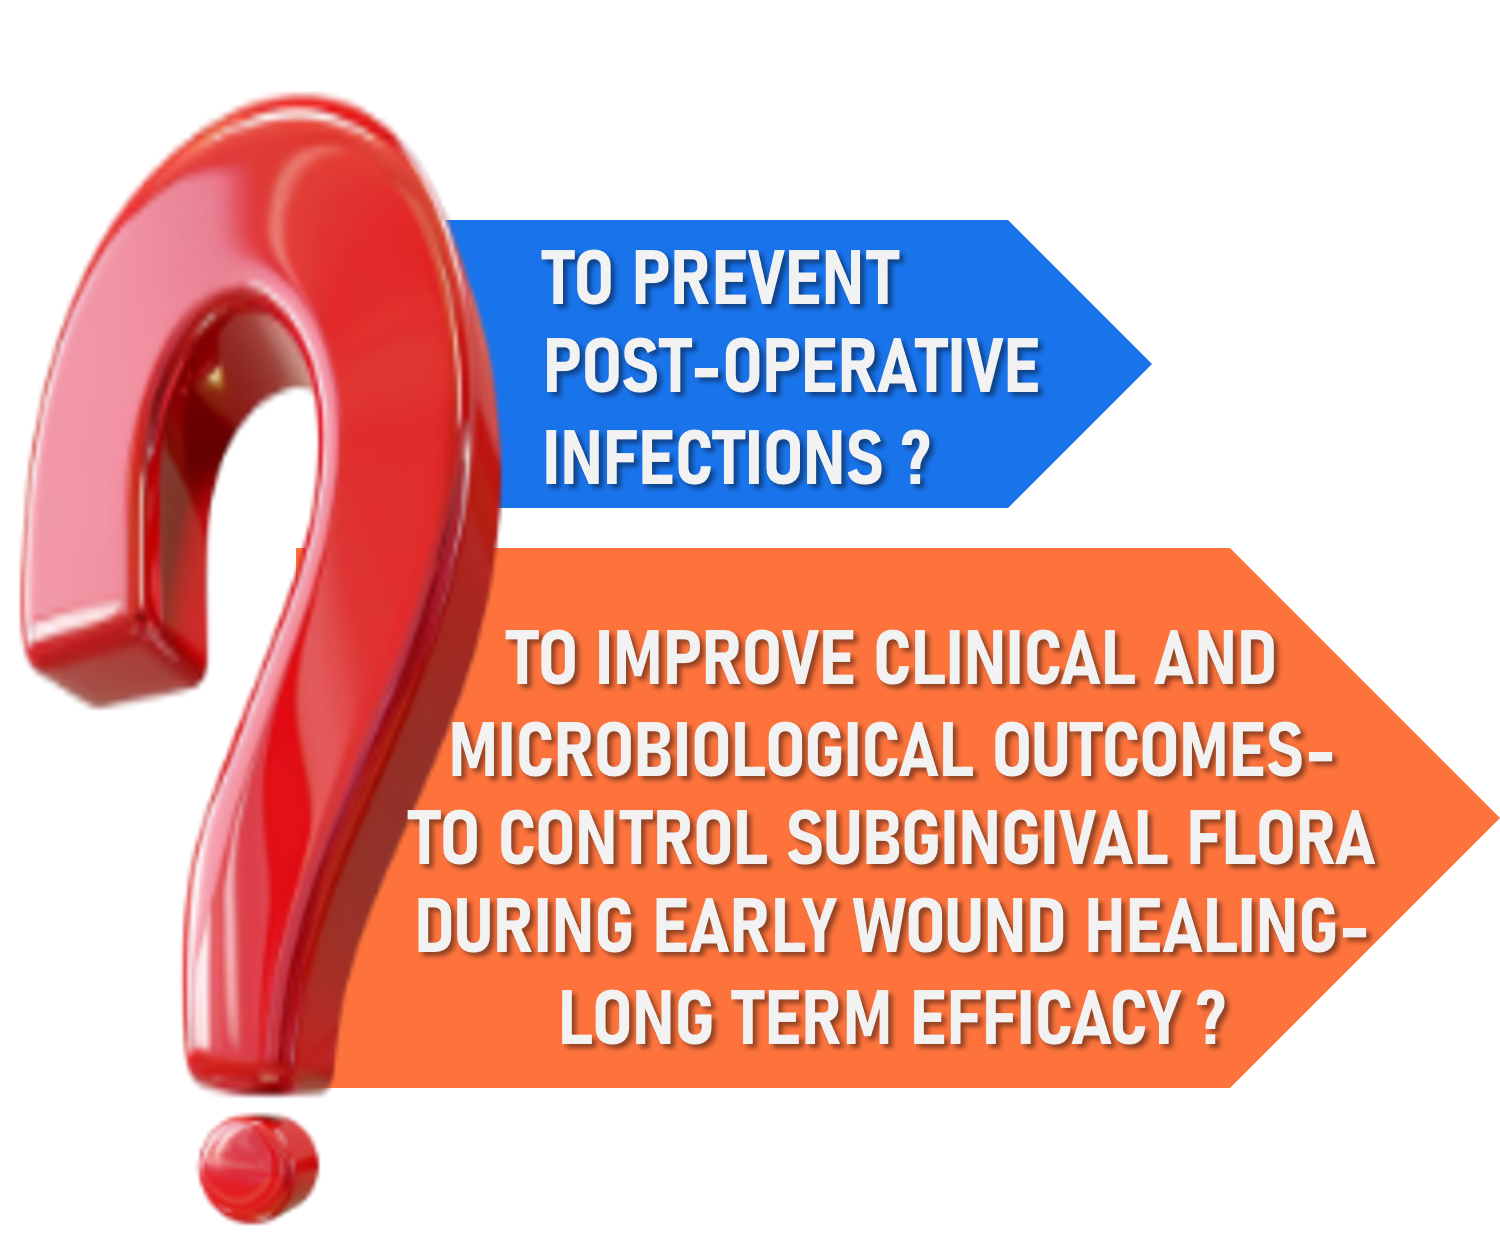 TO PREVENT
POST-OPERATIVE
INFECTIONS ?
TO IMPROVE CLINICAL AND
MICROBIOLOGICAL OUTCOMES-
TO CONTROL SUBGINGIVAL FLORA
DURING EARLY WOUND HEALING-
LONG TERM EFFICACY ?